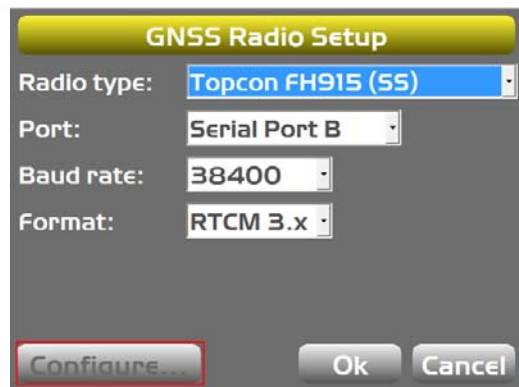 GNSS Radio Setup
Radio type: Topcon FH915 (SS)
Port: Serial Port B
Baud rate: 38400
Format: RTCM 3.x
Configure... Ok Cancel